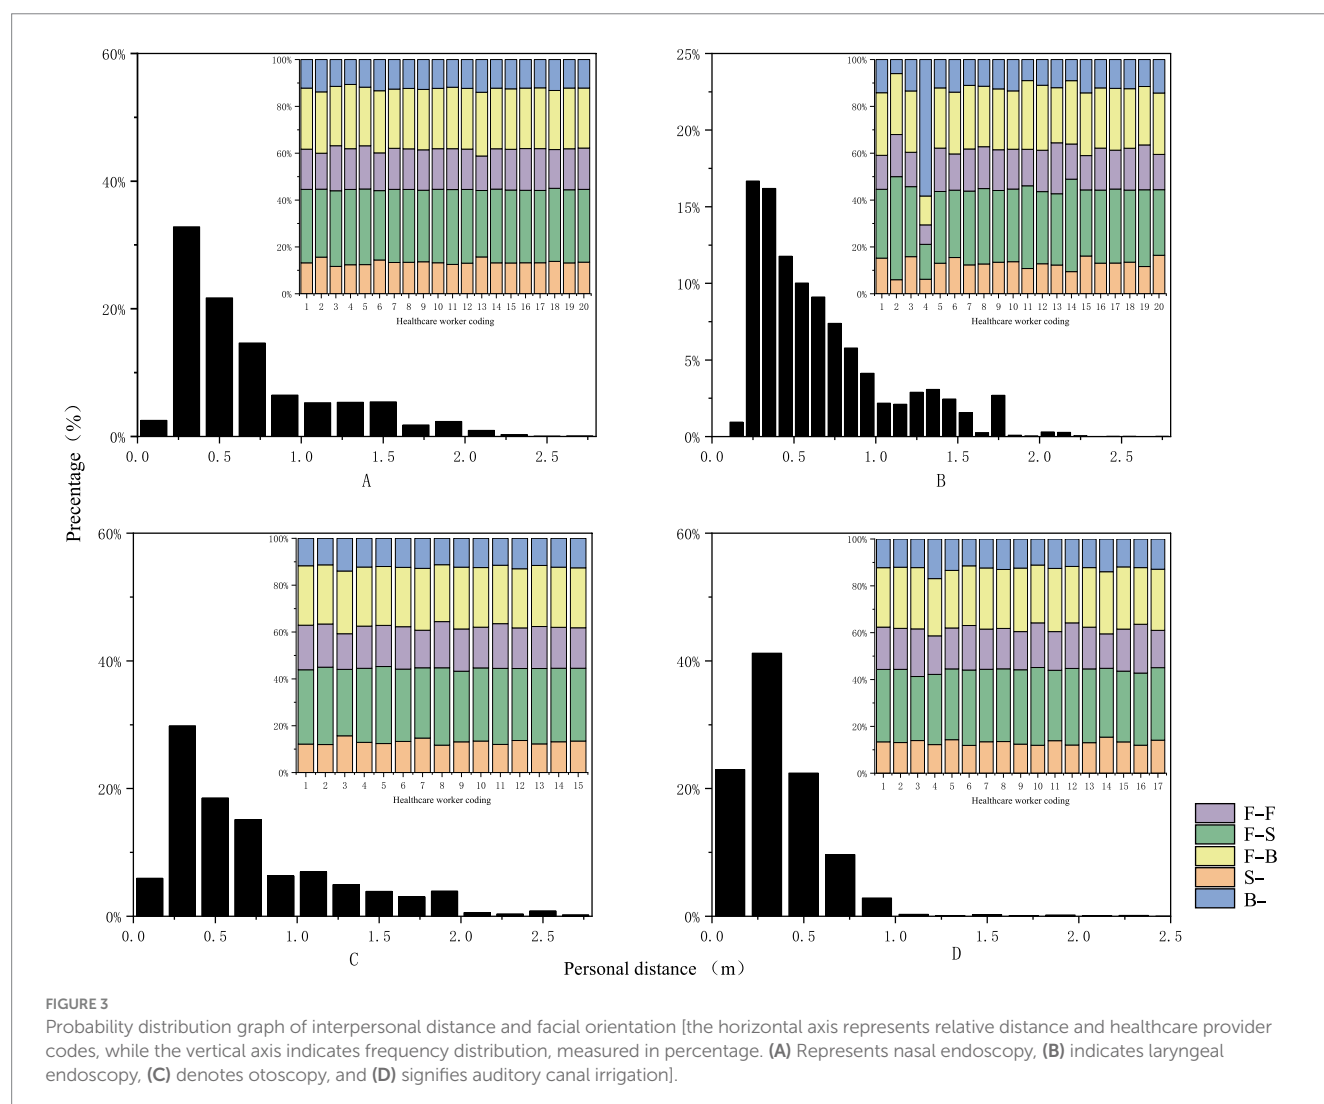 Precentage (%)
60%
40%
20%
0%
0.0 0.5 1.0 1.5 2.0 2.5
A
100%
80%
60%
40%
20%
0%
1 2 3 4 5 6 7 8 9 10 11 12 13 14 15 16 17 18 19 20
Healthcare worker coding
25%
20%
15%
10%
5%
0%
0.0 0.5 1.0 1.5 2.0 2.5
B
100%
80%
60%
40%
20%
0%
1 2 3 4 5 6 7 8 9 10 11 12 13 14 15 16 17 18 19 20
Healthcare worker coding
60%
40%
20%
0%
0.0 0.5 1.0 1.5 2.0 2.5
C
100%
80%
60%
40%
20%
0%
1 2 3 4 5 6 7 8 9 10 11 12 13 14 15
Healthcare worker coding
60%
40%
20%
0%
0.0 0.5 1.0 1.5 2.0 2.5
D
100%
80%
60%
40%
20%
0%
1 2 3 4 5 6 7 8 9 10 11 12 13 14 15 16 17
Healthcare worker coding
F-F
F-S
F-B
S-
B-
Personal distance (m)
FIGURE 3
Probability distribution graph of interpersonal distance and facial orientation [the horizontal axis represents relative distance and healthcare provider
codes, while the vertical axis indicates frequency distribution, measured in percentage. (A) Represents nasal endoscopy, (B) indicates laryngeal
endoscopy, (C) denotes otoscopy, and (D) signifies auditory canal irrigation].